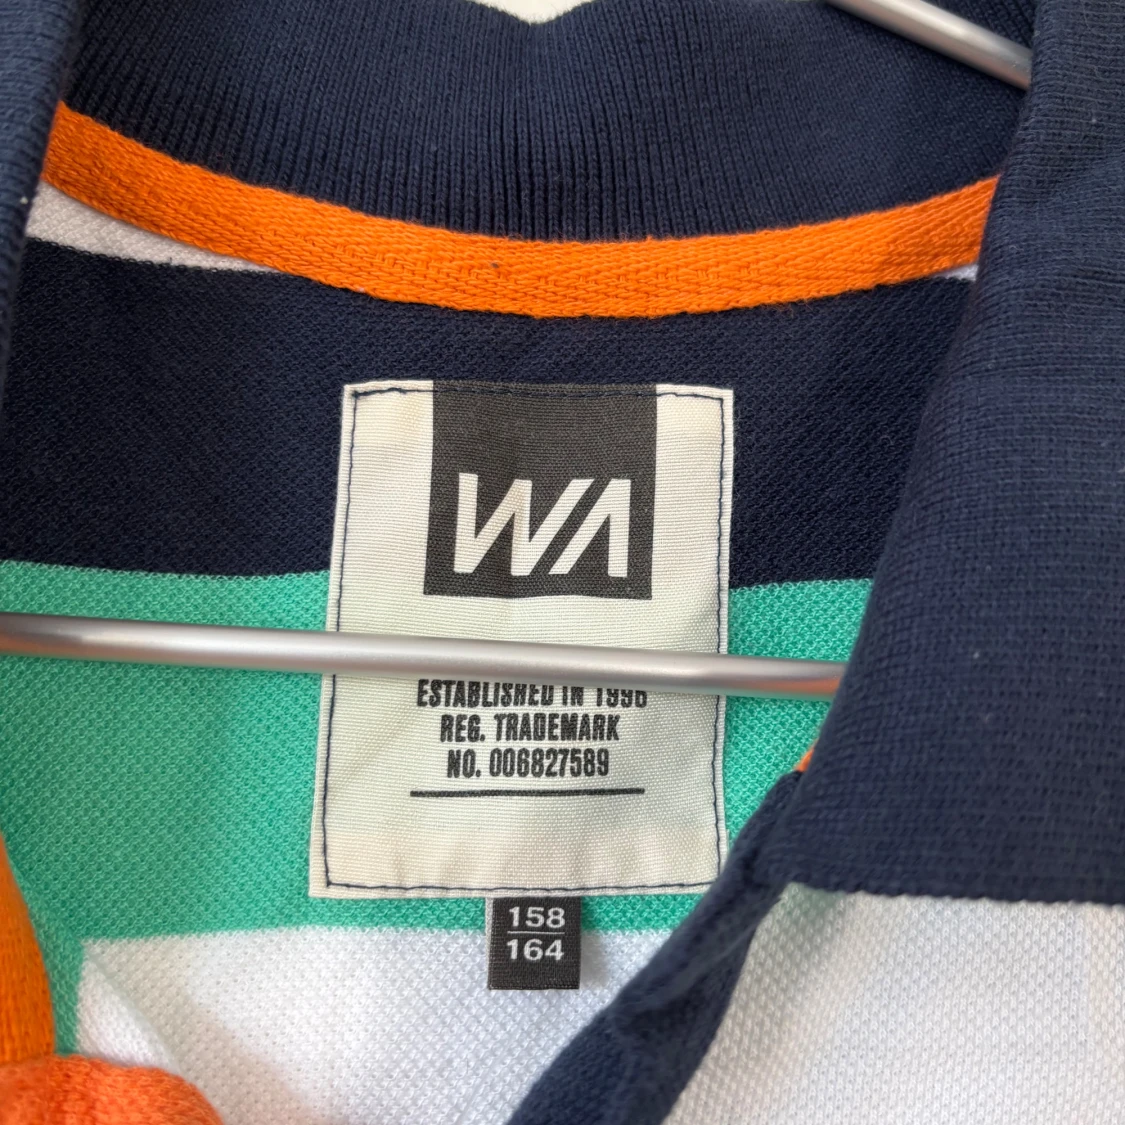 WA
ESTABLISHED IN 1996
REG. TRADEMARK
NO. 006827589
158
164